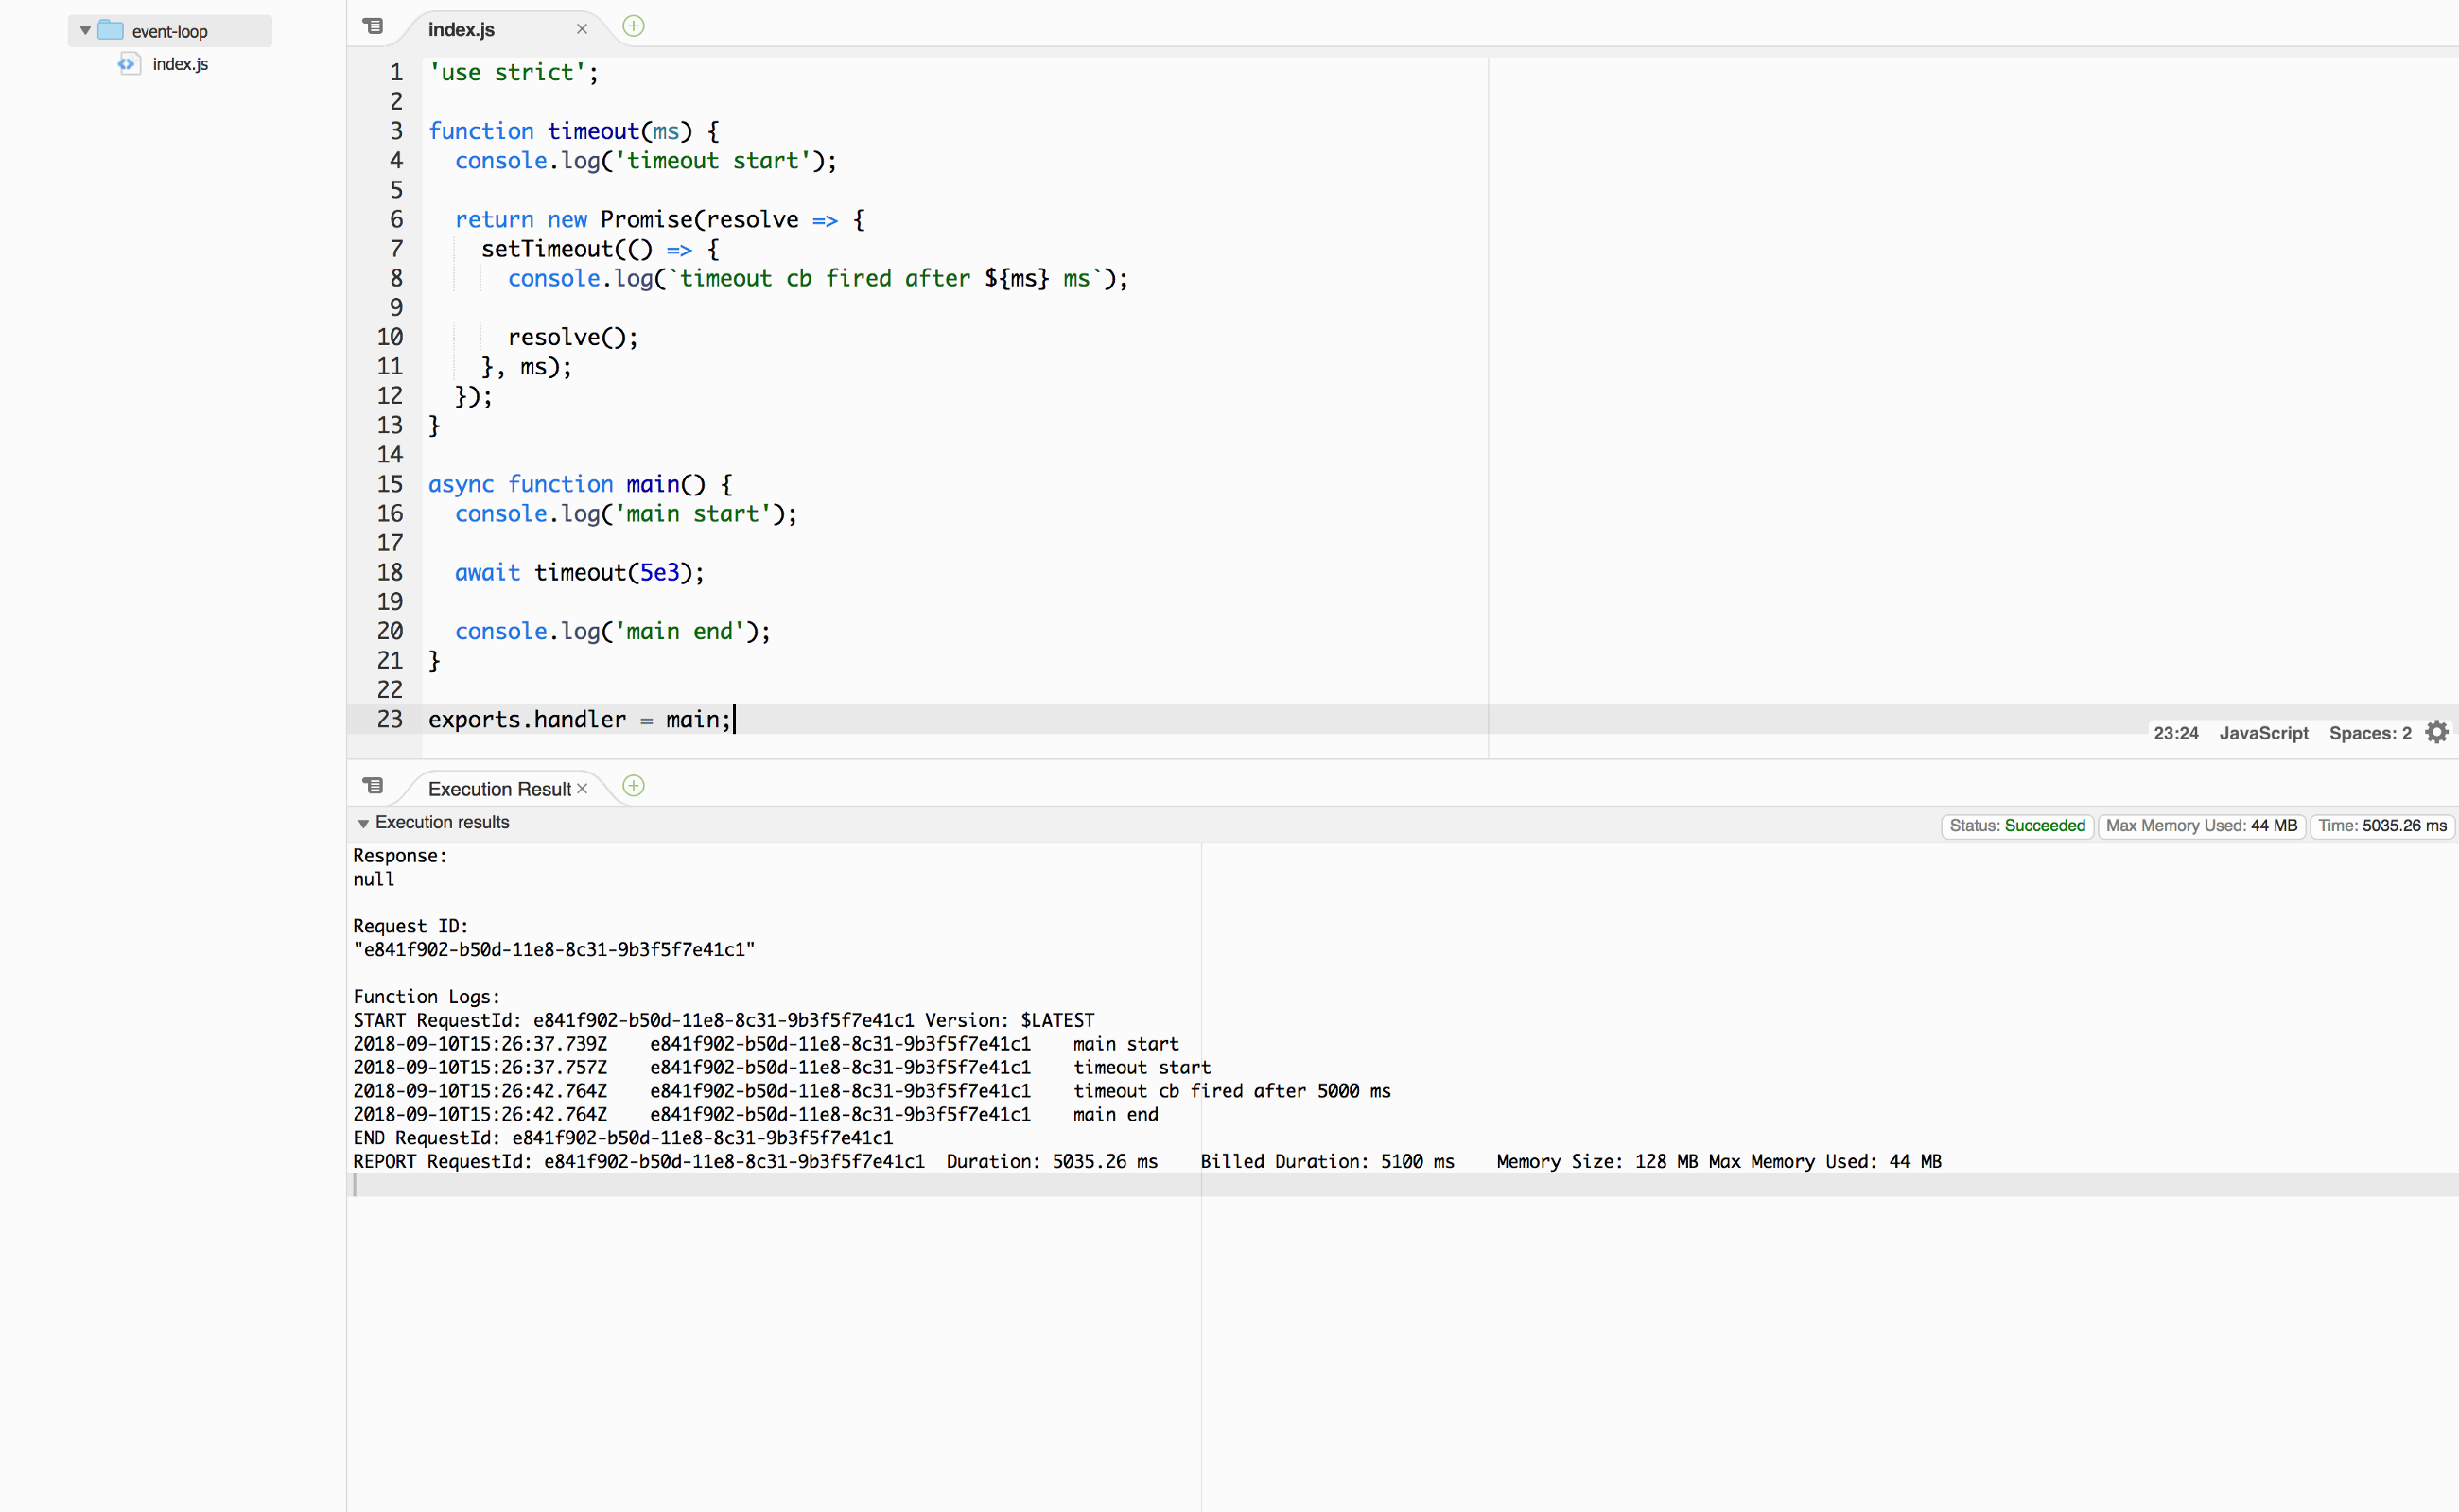 event-loop
index.js
index.js
1 'use strict';
2
3 function timeout(ms) {
4 console.log('timeout start');
5
6 return new Promise(resolve => {
7 setTimeout(() => {
8 console.log(`timeout cb fired after ${ms} ms`);
9
10 resolve();
11 }, ms);
12 });
13 }
14
15 async function main() {
16 console.log('main start');
17
18 await timeout(5e3);
19
20 console.log('main end');
21 }
22
23 exports.handler = main;
23:24 JavaScript Spaces: 2
Execution Result
Execution results
Status: Succeeded Max Memory Used: 44 MB Time: 5035.26 ms
Response:
null
Request ID:
"e841f902-b50d-11e8-8c31-9b3f5f7e41c1"
Function Logs:
START RequestId: e841f902-b50d-11e8-8c31-9b3f5f7e41c1 Version: $LATEST
2018-09-10T15:26:37.739Z e841f902-b50d-11e8-8c31-9b3f5f7e41c1 main start
2018-09-10T15:26:37.757Z e841f902-b50d-11e8-8c31-9b3f5f7e41c1 timeout start
2018-09-10T15:26:42.764Z e841f902-b50d-11e8-8c31-9b3f5f7e41c1 timeout cb fired after 5000 ms
2018-09-10T15:26:42.764Z e841f902-b50d-11e8-8c31-9b3f5f7e41c1 main end
END RequestId: e841f902-b50d-11e8-8c31-9b3f5f7e41c1
REPORT RequestId: e841f902-b50d-11e8-8c31-9b3f5f7e41c1 Duration: 5035.26 ms Billed Duration: 5100 ms Memory Size: 128 MB Max Memory Used: 44 MB